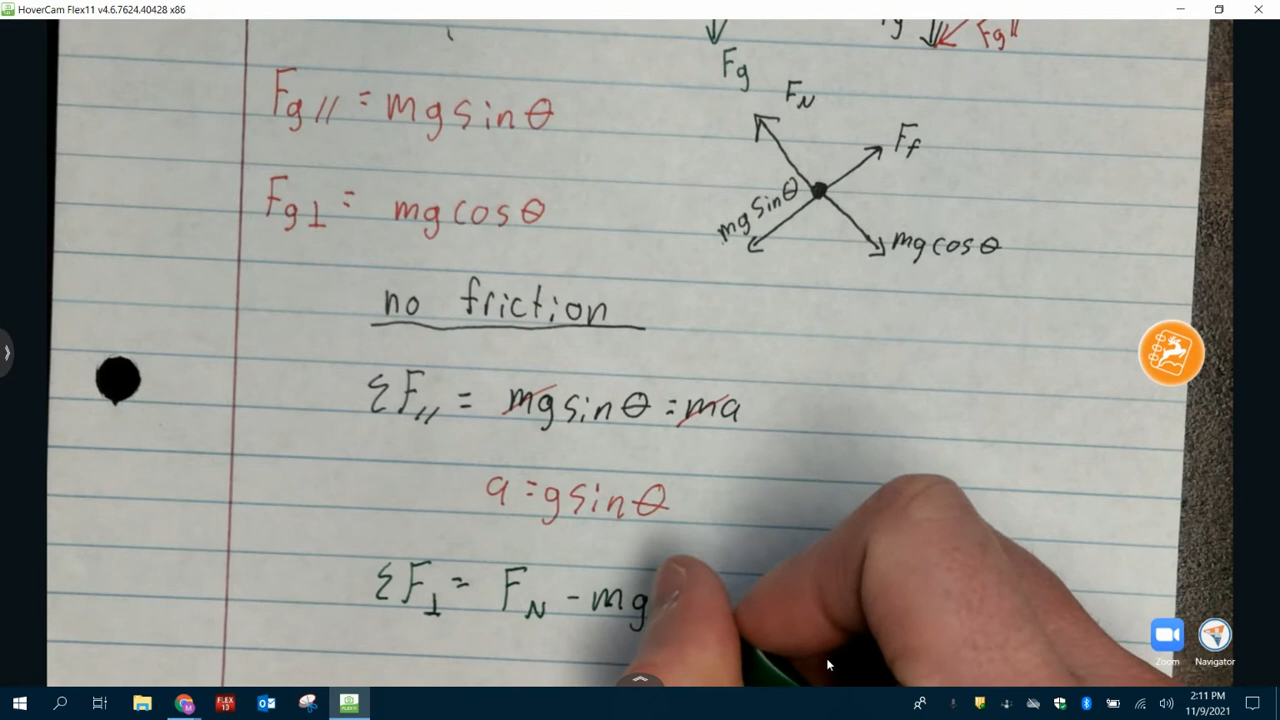 HoverCam Flex11 v4.6.7624.40428 x86
Fg
Fg//
Fg// = mg sin θ
FN
Ff
mg sin θ
mg cos θ
Fg⊥ = mg cos θ
no friction
ΣF// = mg sin θ = ma
a = g sin θ
ΣF⊥ = FN - mg
Zoom
Navigator
FLEX
11
2:11 PM
11/9/2021